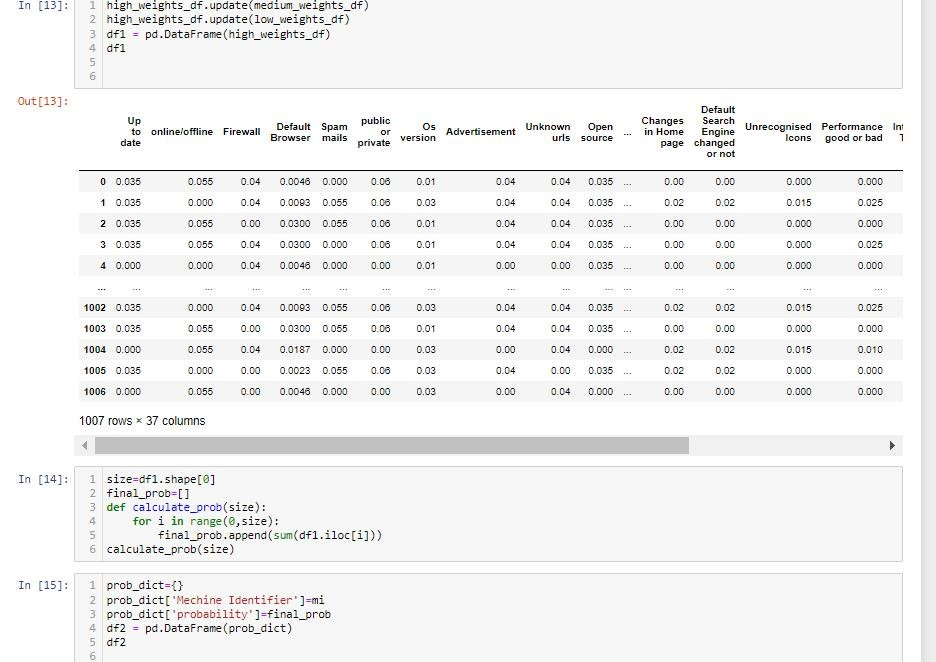 In [13]:
1 high_weights_df.update(medium_weights_df)
2 high_weights_df.update(low_weights_df)
3 df1 = pd.DataFrame(high_weights_df)
4 df1
5
6
Out[13]:
Up to date online/offline Firewall Default Browser Spam mails public or private Os version Advertisement Unknown urls Open source ... Changes in Home page Default Search Engine changed or not Unrecognised Icons Performance good or bad
0 0.035 0.055 0.04 0.0046 0.000 0.06 0.01 0.04 0.04 0.035 ... 0.00 0.00 0.000 0.000
1 0.035 0.000 0.04 0.0093 0.055 0.06 0.03 0.04 0.04 0.035 ... 0.02 0.02 0.015 0.025
2 0.035 0.055 0.00 0.0300 0.055 0.06 0.01 0.04 0.04 0.035 ... 0.00 0.00 0.000 0.000
3 0.035 0.055 0.04 0.0300 0.000 0.06 0.01 0.04 0.04 0.035 ... 0.00 0.00 0.000 0.025
4 0.000 0.000 0.04 0.0046 0.000 0.00 0.01 0.00 0.00 0.035 ... 0.00 0.00 0.000 0.000
... ... ... ... ... ... ... ... ... ... ... ... ... ... ...
1002 0.035 0.000 0.04 0.0093 0.055 0.06 0.03 0.04 0.04 0.035 ... 0.02 0.02 0.015 0.025
1003 0.035 0.055 0.00 0.0300 0.055 0.06 0.01 0.04 0.04 0.035 ... 0.00 0.00 0.000 0.000
1004 0.000 0.055 0.04 0.0187 0.000 0.00 0.03 0.00 0.04 0.000 ... 0.02 0.02 0.015 0.010
1005 0.035 0.000 0.00 0.0023 0.055 0.06 0.03 0.04 0.00 0.035 ... 0.02 0.02 0.000 0.000
1006 0.000 0.055 0.00 0.0046 0.000 0.00 0.03 0.00 0.04 0.000 ... 0.00 0.00 0.000 0.000
1007 rows × 37 columns
In [14]:
1 size=df1.shape[0]
2 final_prob=[]
3 def calculate_prob(size):
4     for i in range(0,size):
5         final_prob.append(sum(df1.iloc[i]))
6 calculate_prob(size)
In [15]:
1 prob_dict={}
2 prob_dict['Mechine Identifier']=mi
3 prob_dict['probability']=final_prob
4 df2 = pd.DataFrame(prob_dict)
5 df2
6